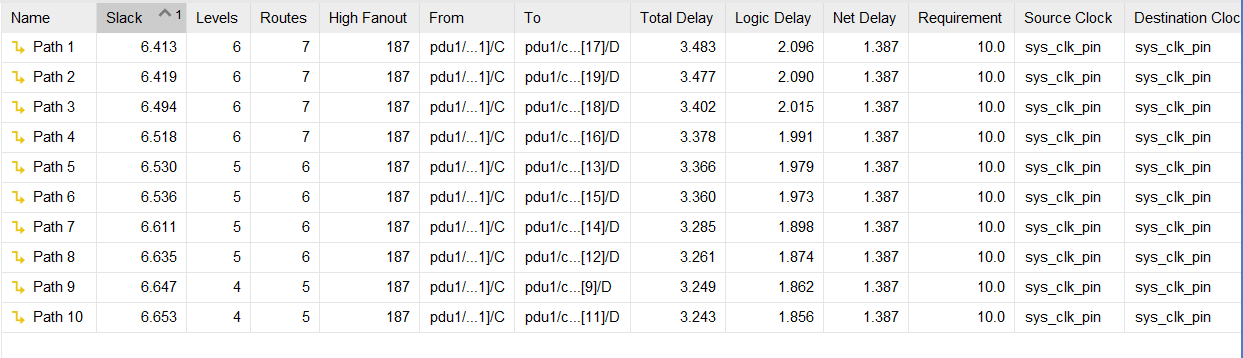 Name Slack 1 Levels Routes High Fanout From To Total Delay Logic Delay Net Delay Requirement Source Clock Destination Cloc
Path 1 6.413 6 7 187 pdu1/...1]/C pdu1/c...[17]/D 3.483 2.096 1.387 10.0 sys_clk_pin sys_clk_pin
Path 2 6.419 6 7 187 pdu1/...1]/C pdu1/c...[19]/D 3.477 2.090 1.387 10.0 sys_clk_pin sys_clk_pin
Path 3 6.494 6 7 187 pdu1/...1]/C pdu1/c...[18]/D 3.402 2.015 1.387 10.0 sys_clk_pin sys_clk_pin
Path 4 6.518 6 7 187 pdu1/...1]/C pdu1/c...[16]/D 3.378 1.991 1.387 10.0 sys_clk_pin sys_clk_pin
Path 5 6.530 5 6 187 pdu1/...1]/C pdu1/c...[13]/D 3.366 1.979 1.387 10.0 sys_clk_pin sys_clk_pin
Path 6 6.536 5 6 187 pdu1/...1]/C pdu1/c...[15]/D 3.360 1.973 1.387 10.0 sys_clk_pin sys_clk_pin
Path 7 6.611 5 6 187 pdu1/...1]/C pdu1/c...[14]/D 3.285 1.898 1.387 10.0 sys_clk_pin sys_clk_pin
Path 8 6.635 5 6 187 pdu1/...1]/C pdu1/c...[12]/D 3.261 1.874 1.387 10.0 sys_clk_pin sys_clk_pin
Path 9 6.647 4 5 187 pdu1/...1]/C pdu1/c...[9]/D 3.249 1.862 1.387 10.0 sys_clk_pin sys_clk_pin
Path 10 6.653 4 5 187 pdu1/...1]/C pdu1/c...[11]/D 3.243 1.856 1.387 10.0 sys_clk_pin sys_clk_pin